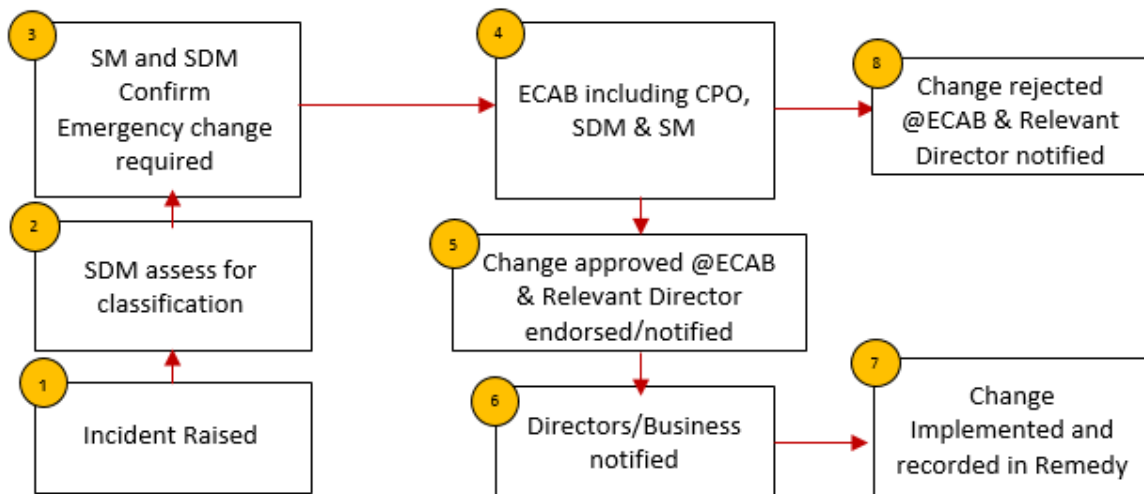 3
SM and SDM
Confirm
Emergency change
required
4
ECAB including CPO,
SDM & SM
8
Change rejected
@ECAB & Relevant
Director notified
2
SDM assess for
classification
5
Change approved @ECAB
& Relevant Director
endorsed/notified
1
Incident Raised
6
Directors/Business
notified
7
Change
Implemented and
recorded in Remedy